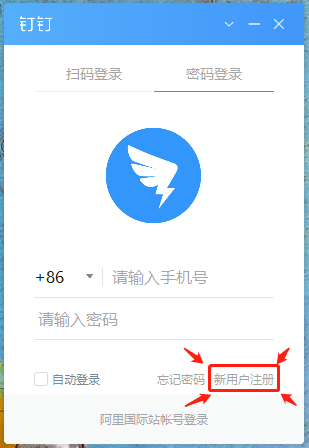 钉钉
扫码登录 密码登录
+86 请输入手机号
请输入密码
自动登录 忘记密码 新用户注册
阿里国际站帐号登录